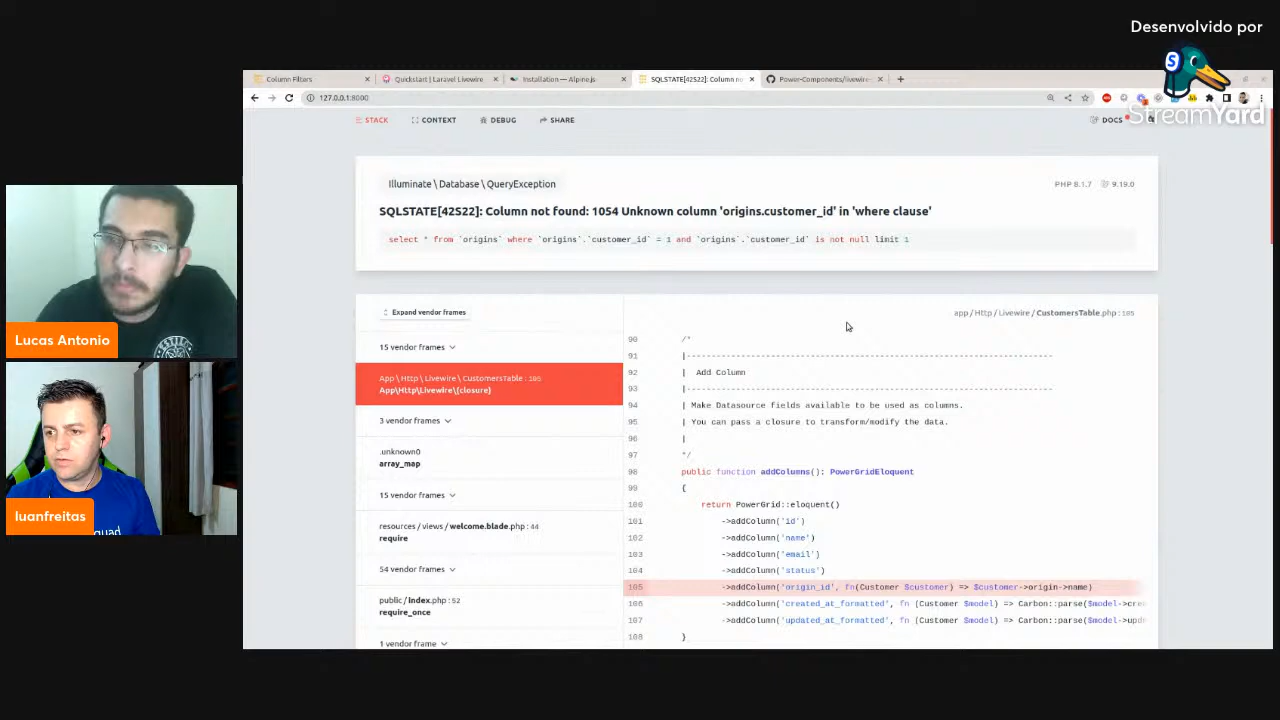 Desenvolvido por
StreamYard
Column Filters
Quickstart | Laravel Livewire
Installation — Alpine.js
SQLSTATE[42S22]: Column n
Power-Components/livewire-
127.0.0.1:8000
STACK
CONTEXT
DEBUG
SHARE
DOCS
Illuminate \ Database \ QueryException
PHP 8.1.7
9.19.0
SQLSTATE[42S22]: Column not found: 1054 Unknown column 'origins.customer_id' in 'where clause'
select * from `origins` where `origins`.`customer_id` = 1 and `origins`.`customer_id` is not null limit 1
Expand vendor frames
15 vendor frames
App \ Http \ Livewire \ CustomersTable : 105
App\Http\Livewire\{closure}
3 vendor frames
.unknown0
array_map
15 vendor frames
resources / views / welcome.blade.php : 44
require
54 vendor frames
public / index.php : 52
require_once
1 vendor frame
app / Http / Livewire / CustomersTable.php : 105
90 /*
91 |--------------------------------------------------------------------------
92 | Add Column
93 |--------------------------------------------------------------------------
94 | Make Datasource fields available to be used as columns.
95 | You can pass a closure to transform/modify the data.
96 |
97 */
98 public function addColumns(): PowerGridEloquent
99 {
100 return PowerGrid::eloquent()
101 ->addColumn('id')
102 ->addColumn('name')
103 ->addColumn('email')
104 ->addColumn('status')
105 ->addColumn('origin_id', fn(Customer $customer) => $customer->origin->name)
106 ->addColumn('created_at_formatted', fn (Customer $model) => Carbon::parse($model->cre
107 ->addColumn('updated_at_formatted', fn (Customer $model) => Carbon::parse($model->upd
108 }
Lucas Antonio
luanfreitas
quad